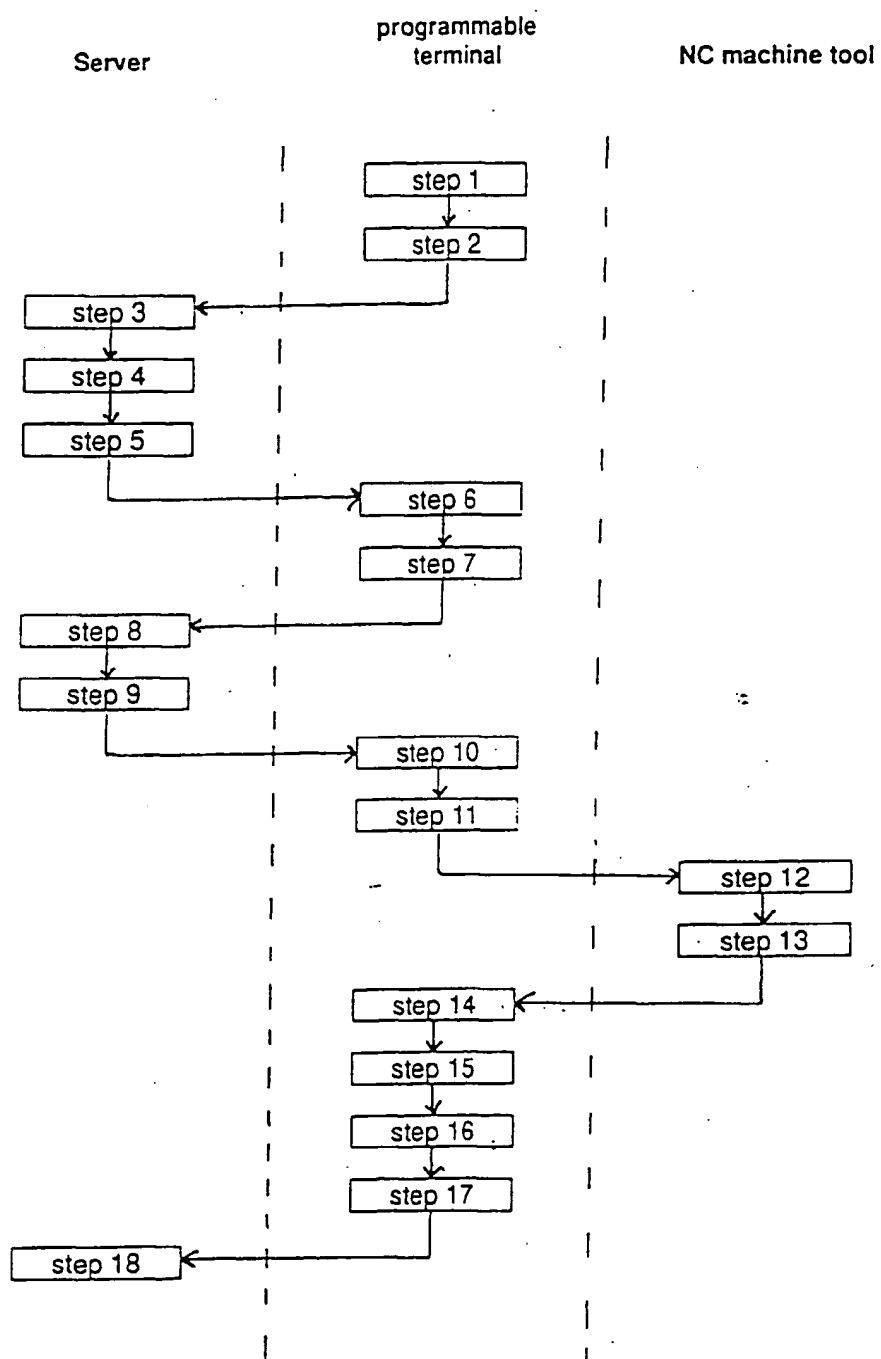 Server
programmable
terminal
NC machine tool
step 1
step 2
step 3
step 4
step 5
step 6
step 7
step 8
step 9
step 10
step 11
step 12
step 13
step 14
step 15
step 16
step 17
step 18